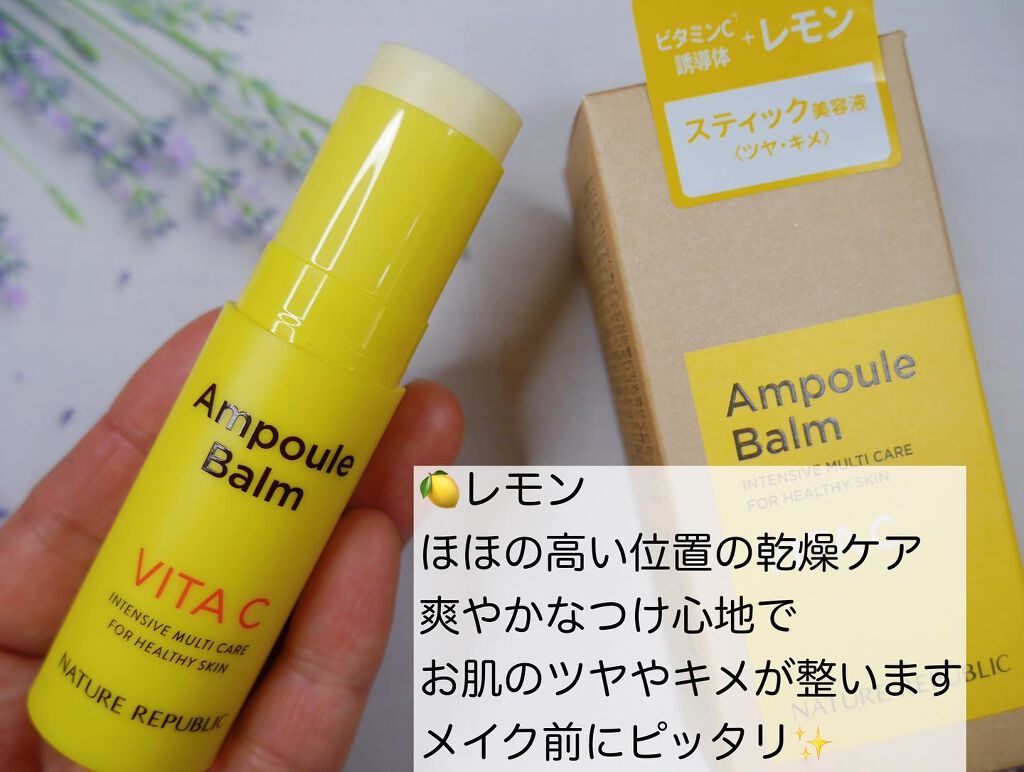 ビタミンC*¹
誘導体
+レモン
スティック美容液
〈ツヤ・キメ〉
Ampoule
Balm
VITA C
INTENSIVE MULTI CARE
FOR HEALTHY SKIN
NATURE REPUBLIC
Ampoule
Balm
INTENSIVE MULTI CARE
FOR HEALTHY SKIN
NATURE REPUBLIC
🍋レモン
ほほの高い位置の乾燥ケア
爽やかなつけ心地で
お肌のツヤやキメが整います
メイク前にピッタリ✨